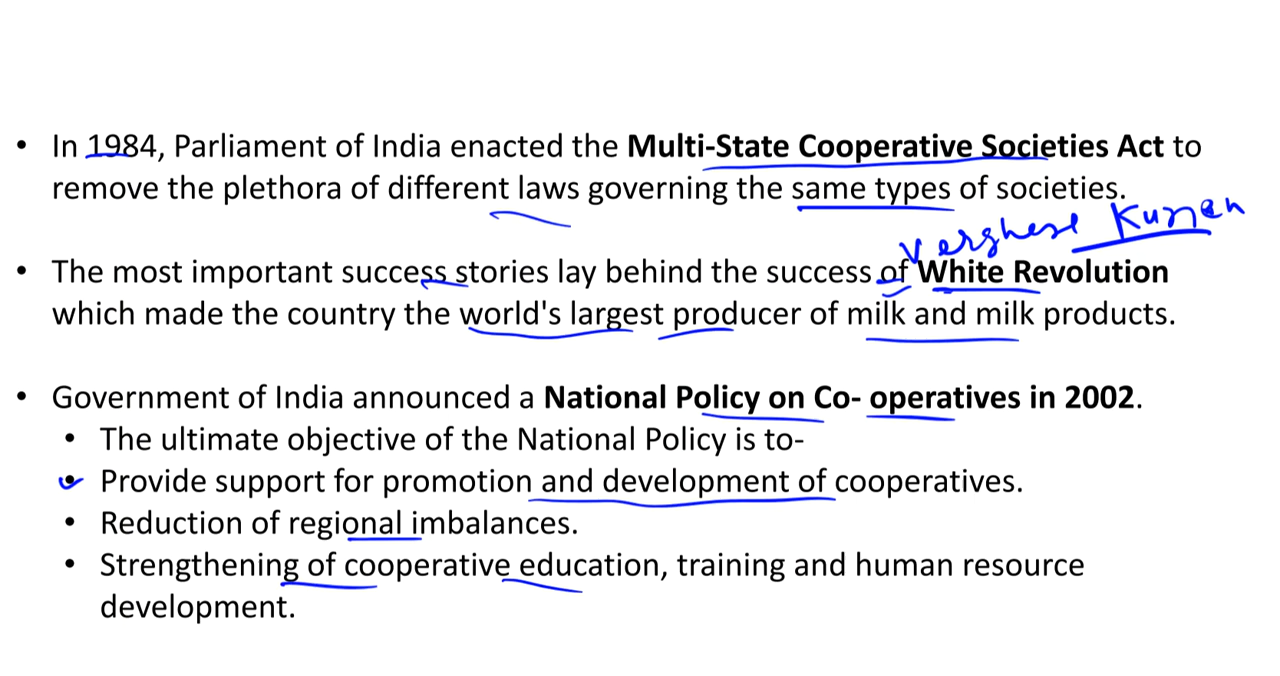 • In 1984, Parliament of India enacted the Multi-State Cooperative Societies Act to
remove the plethora of different laws governing the same types of societies.
Verghese Kurien
• The most important success stories lay behind the success of White Revolution
which made the country the world's largest producer of milk and milk products.
• Government of India announced a National Policy on Co- operatives in 2002.
• The ultimate objective of the National Policy is to-
• Provide support for promotion and development of cooperatives.
• Reduction of regional imbalances.
• Strengthening of cooperative education, training and human resource
development.